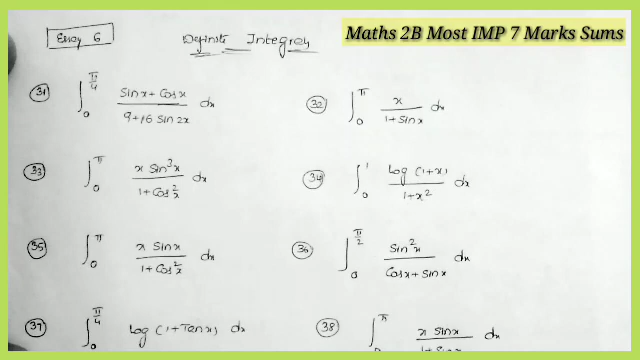 Essay 6 Definite Integrals Maths 2B Most IMP 7 Marks Sums
31 ∫₀^(π/4) (Sin x + Cos x)/(9+16 Sin 2x) dx 32 ∫₀^π x/(1+Sin x) dx
33 ∫₀^π (x Sin³x)/(1+Cos²x) dx 34 ∫₀^1 Log(1+x)/(1+x²) dx
35 ∫₀^π (x Sin x)/(1+Cos²x) dx 36 ∫₀^(π/2) Sin²x/(Cos x + Sin x) dx
37 ∫₀^(π/4) Log(1+Tan x) dx 38 ∫₀^π (x Sin x)/(1+Sin x) dx